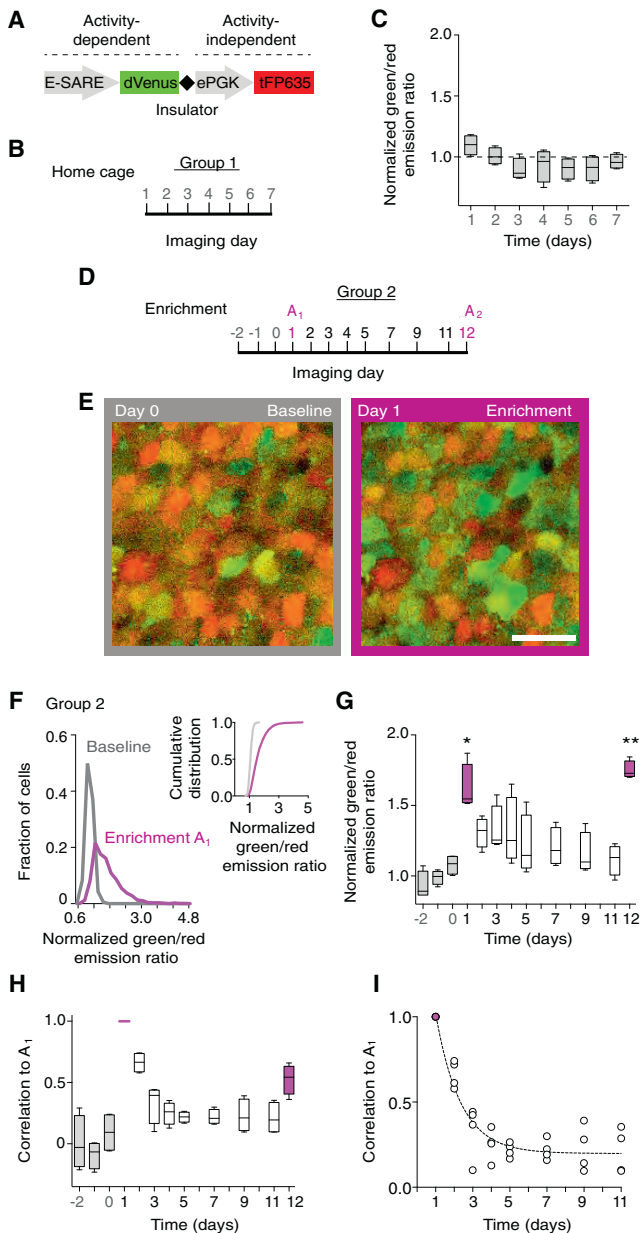 A
Activity-
dependent
Activity-
independent
E-SARE
dVenus
ePGK
tFP635
Insulator
B
Home cage
Group 1
1 2 3 4 5 6 7
Imaging day
C
Normalized green/red
emission ratio
2.0
1.0
1 2 3 4 5 6 7
Time (days)
D
Group 2
Enrichment
A1
A2
-2 -1 0 1 2 3 4 5 7 9 11 12
Imaging day
E
Day 0
Baseline
Day 1
Enrichment
F
Group 2
Baseline
Enrichment A1
Fraction of cells
0.6
0.4
0.2
0
0.6 1.2 3.0 4.8
Normalized green/red
emission ratio
Cumulative
distribution
1.0
0.5
0.0
1 3 5
Normalized
green/red
emission ratio
G
Normalized green/red
emission ratio
2.0
1.5
1.0
*
**
-2 0 1 3 5 7 9 11 12
Time (days)
H
Correlation to A1
1.0
0.5
0
-2 0 1 3 5 7 9 11 12
Time (days)
I
Correlation to A1
1.0
0.5
0.0
1 3 5 7 9 11
Time (days)